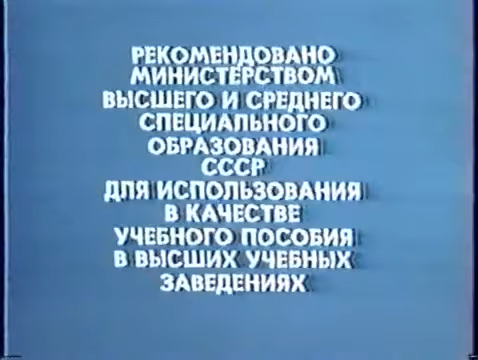 РЕКОМЕНДОВАНО
МИНИСТЕРСТВОМ
ВЫСШЕГО И СРЕДНЕГО
СПЕЦИАЛЬНОГО
ОБРАЗОВАНИЯ
СССР
ДЛЯ ИСПОЛЬЗОВАНИЯ
В КАЧЕСТВЕ
УЧЕБНОГО ПОСОБИЯ
В ВЫСШИХ УЧЕБНЫХ
ЗАВЕДЕНИЯХ